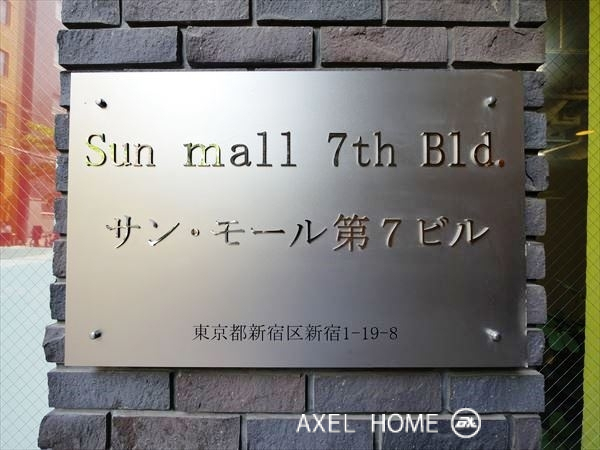 Sun mall 7th Bld.
サン・モール第7ビル
東京都新宿区新宿1-19-8
AXEL HOME